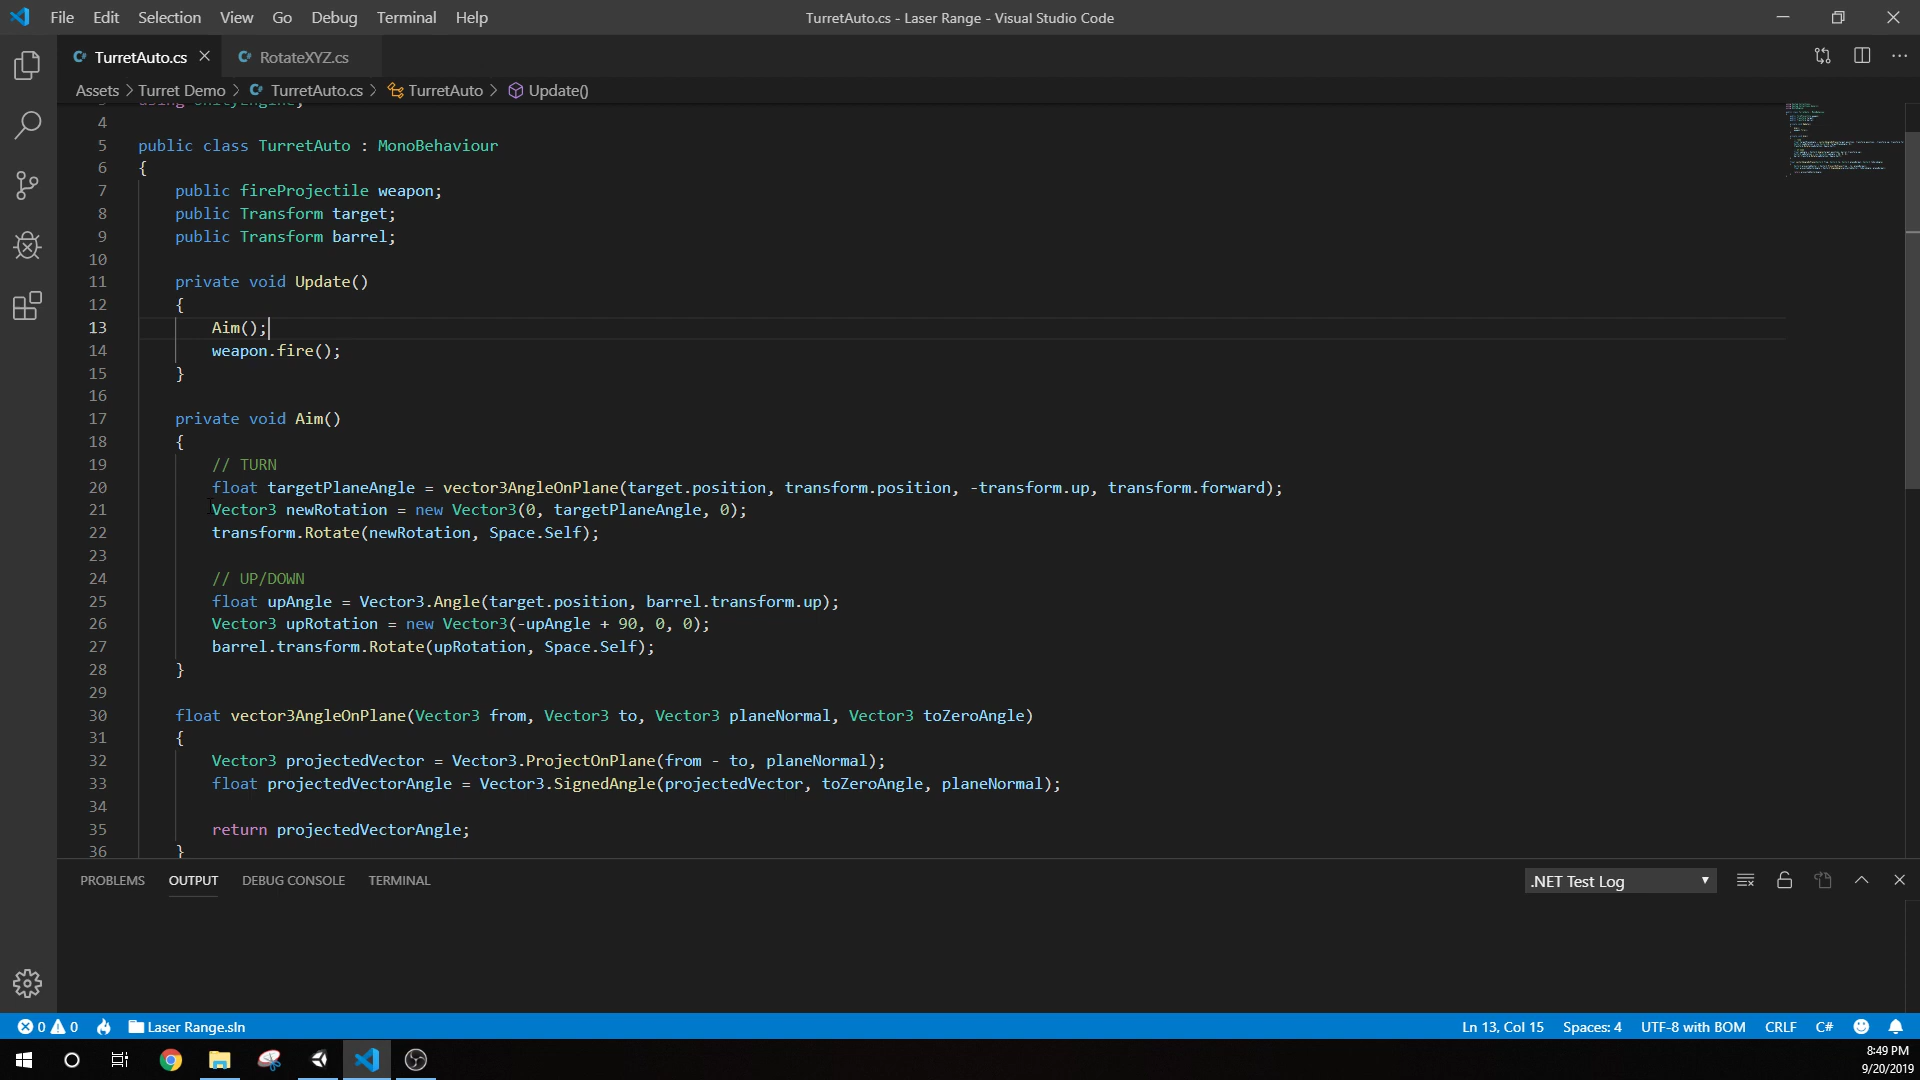 File Edit Selection View Go Debug Terminal Help
TurretAuto.cs - Laser Range - Visual Studio Code
TurretAuto.cs
RotateXYZ.cs
Assets > Turret Demo > TurretAuto.cs > TurretAuto > Update()
using UnityEngine;
4
5 public class TurretAuto : MonoBehaviour
6 {
7 public fireProjectile weapon;
8 public Transform target;
9 public Transform barrel;
10
11 private void Update()
12 {
13 Aim();
14 weapon.fire();
15 }
16
17 private void Aim()
18 {
19 // TURN
20 float targetPlaneAngle = vector3AngleOnPlane(target.position, transform.position, -transform.up, transform.forward);
21 Vector3 newRotation = new Vector3(0, targetPlaneAngle, 0);
22 transform.Rotate(newRotation, Space.Self);
23
24 // UP/DOWN
25 float upAngle = Vector3.Angle(target.position, barrel.transform.up);
26 Vector3 upRotation = new Vector3(-upAngle + 90, 0, 0);
27 barrel.transform.Rotate(upRotation, Space.Self);
28 }
29
30 float vector3AngleOnPlane(Vector3 from, Vector3 to, Vector3 planeNormal, Vector3 toZeroAngle)
31 {
32 Vector3 projectedVector = Vector3.ProjectOnPlane(from - to, planeNormal);
33 float projectedVectorAngle = Vector3.SignedAngle(projectedVector, toZeroAngle, planeNormal);
34
35 return projectedVectorAngle;
36 }
PROBLEMS OUTPUT DEBUG CONSOLE TERMINAL
.NET Test Log
0 0 Laser Range.sln
Ln 13, Col 15 Spaces: 4 UTF-8 with BOM CRLF C#
8:49 PM
9/20/2019